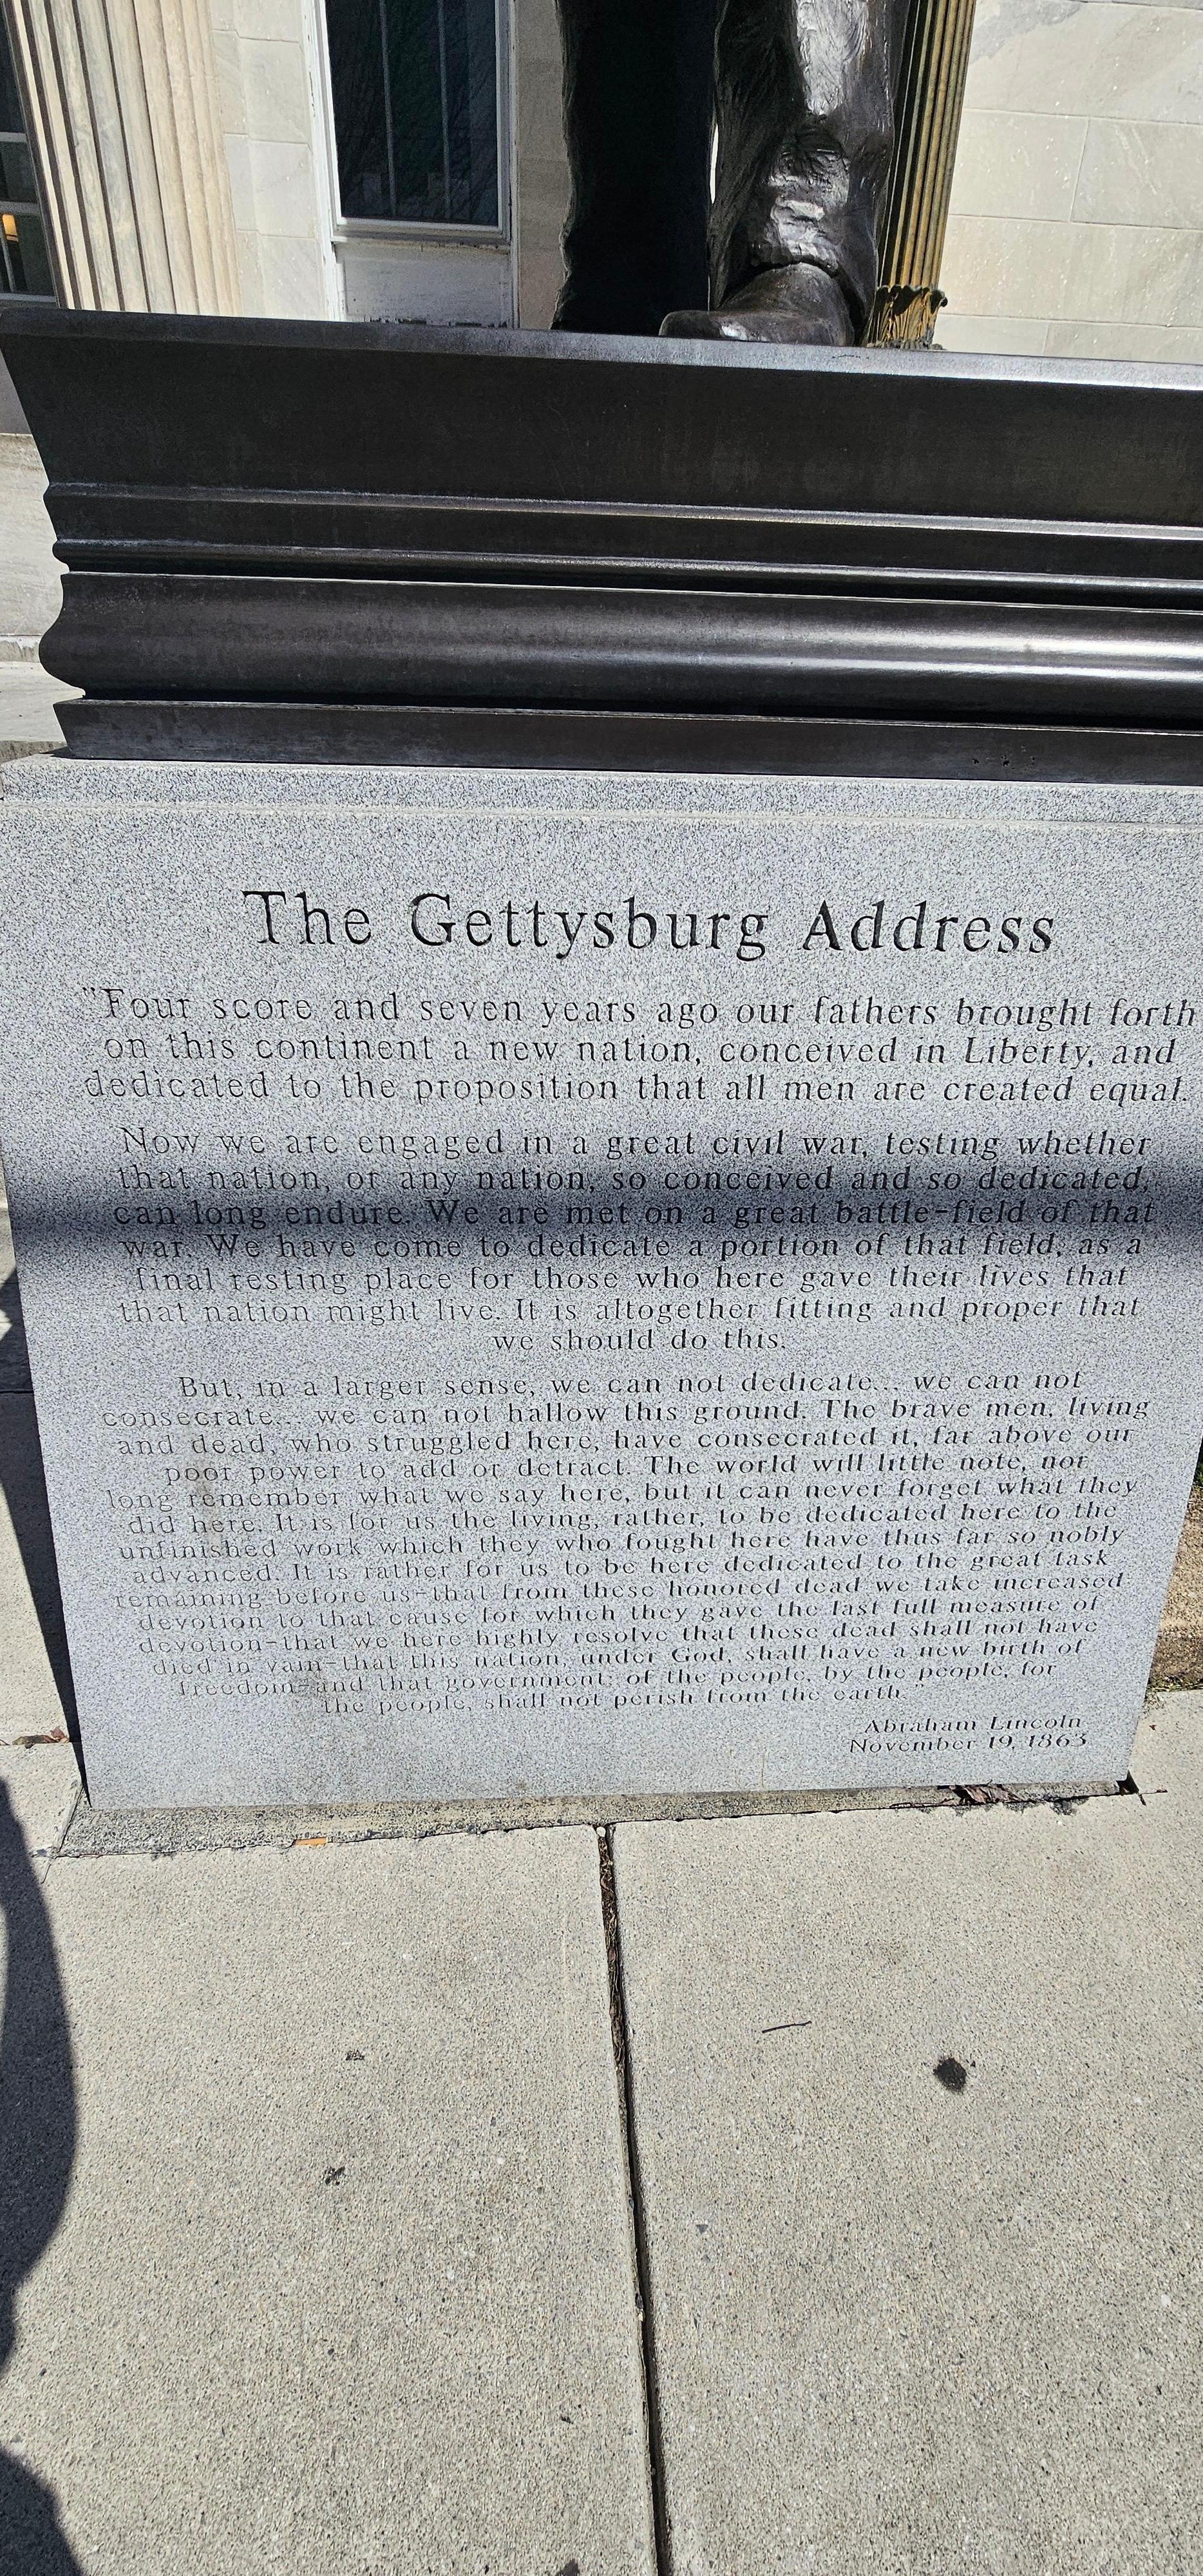 The Gettysburg Address
"Four score and seven years ago our fathers brought forth
on this continent a new nation, conceived in Liberty, and
dedicated to the proposition that all men are created equal.
Now we are engaged in a great civil war, testing whether
that nation, or any nation, so conceived and so dedicated,
can long endure. We are met on a great battle-field of that
war. We have come to dedicate a portion of that field, as a
final resting place for those who here gave their lives that
that nation might live. It is altogether fitting and proper that
we should do this.
But, in a larger sense, we can not dedicate... we can not
consecrate... we can not hallow this ground. The brave men, living
and dead, who struggled here, have consecrated it, far above our
poor power to add or detract. The world will little note, nor
long remember what we say here, but it can never forget what they
did here. It is for us the living, rather, to be dedicated here to the
unfinished work which they who fought here have thus far so nobly
advanced. It is rather for us to be here dedicated to the great task
remaining before us-that from these honored dead we take increased
devotion to that cause for which they gave the last full measure of
devotion-that we here highly resolve that these dead shall not have
died in vain-that this nation, under God, shall have a new birth of
freedom-and that government: of the people, by the people, for
the people, shall not perish from the earth."
Abraham Lincoln
November 19, 1863